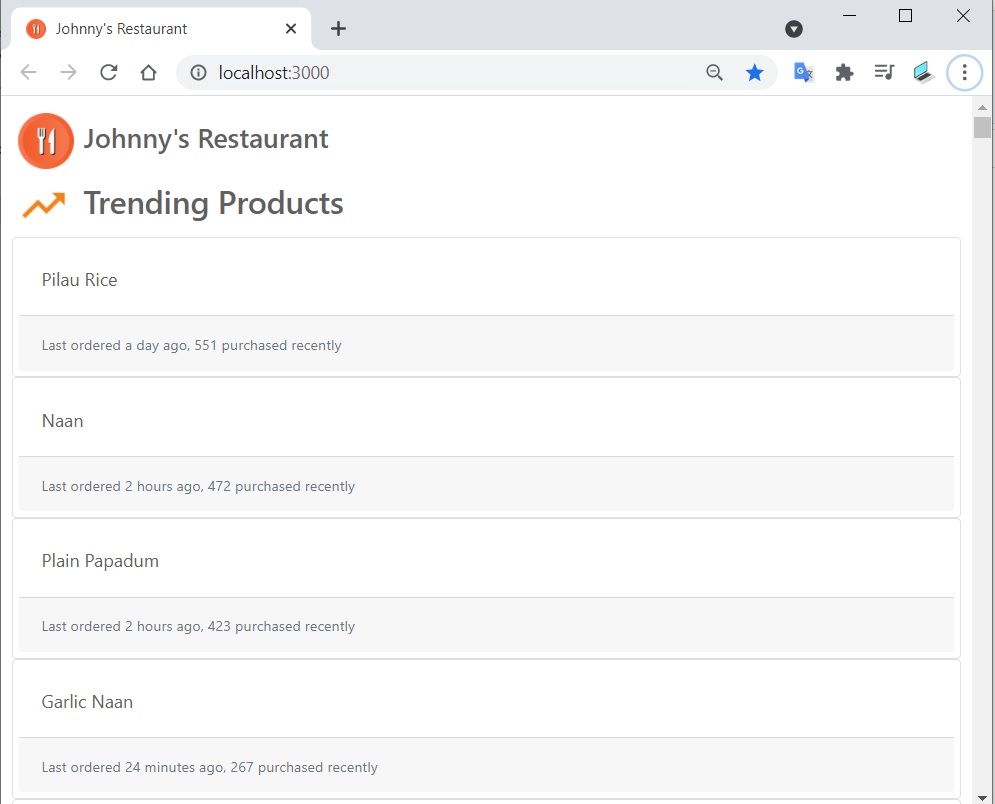 Johnny's Restaurant
localhost:3000
Johnny's Restaurant
Trending Products
Pilau Rice
Last ordered a day ago, 551 purchased recently
Naan
Last ordered 2 hours ago, 472 purchased recently
Plain Papadum
Last ordered 2 hours ago, 423 purchased recently
Garlic Naan
Last ordered 24 minutes ago, 267 purchased recently